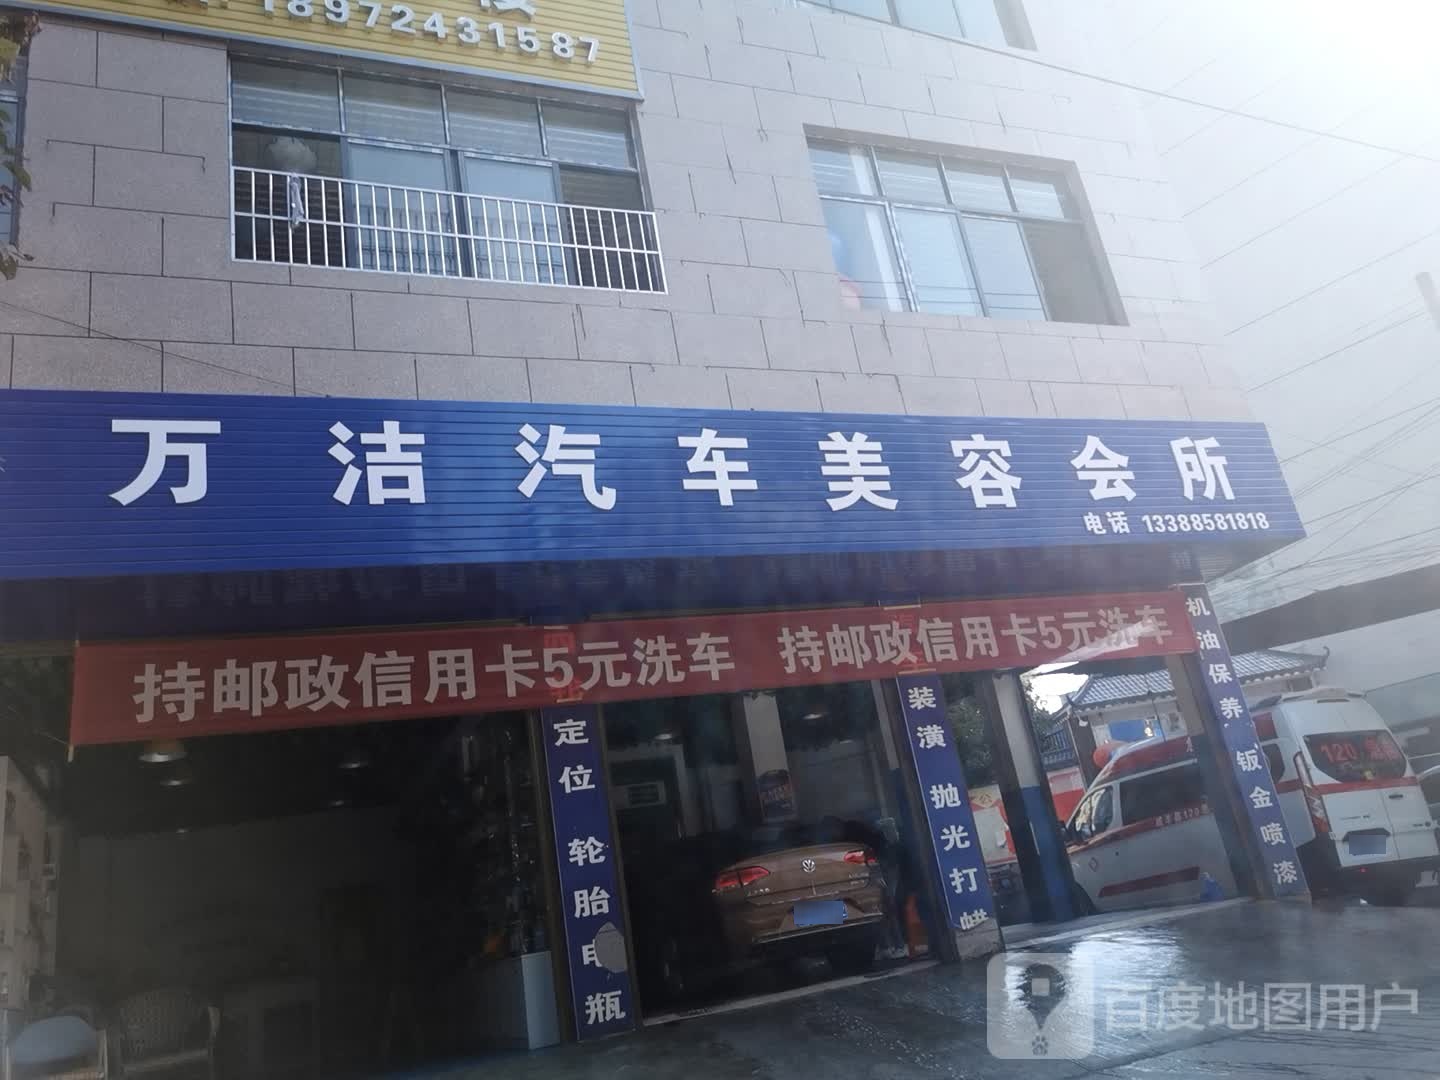 18972431587
万洁汽车美容会所
电话 13388581818
持邮政信用卡5元洗车 持邮政信用卡5元洗车
定位 轮胎电瓶
装潢 抛光打蜡
机油保养 钣金喷漆
120
百度地图用户